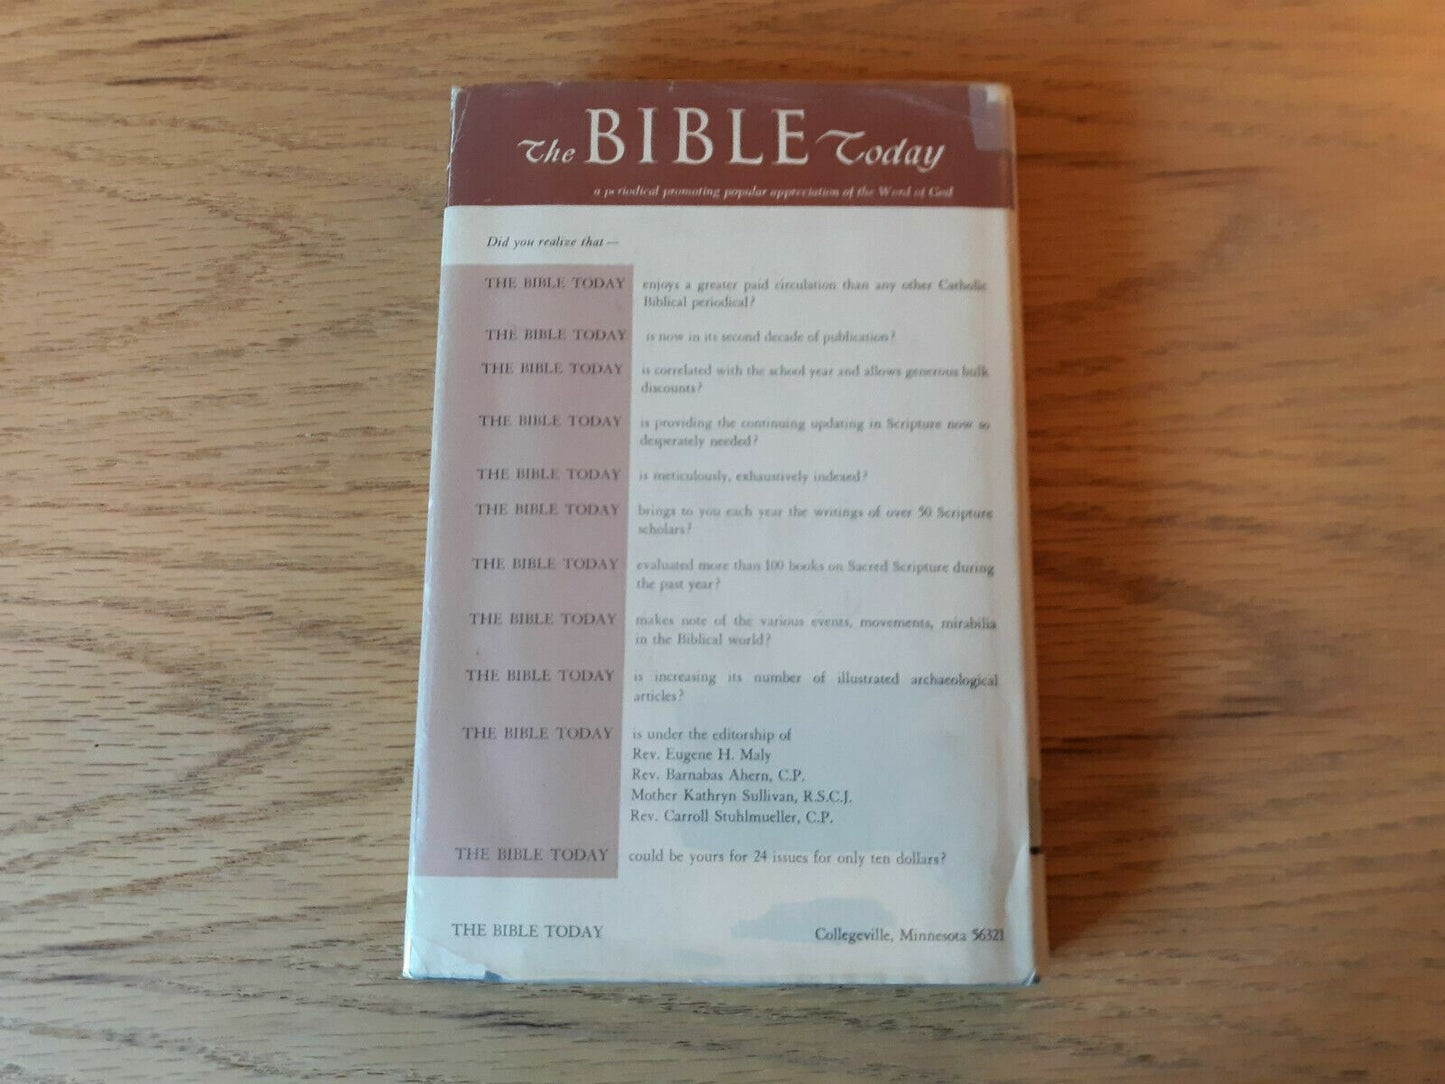 The BIBLE Today
a periodical promoting popular appreciation of the Word of God
Did you realize that —
THE BIBLE TODAY enjoys a greater paid circulation than any other Catholic
Biblical periodical?
THE BIBLE TODAY is now in its second decade of publication?
THE BIBLE TODAY is correlated with the school year and allows generous bulk
discounts?
THE BIBLE TODAY is providing the continuing updating in Scripture now so
desperately needed?
THE BIBLE TODAY is meticulously, exhaustively indexed?
THE BIBLE TODAY brings to you each year the writings of over 50 Scripture
scholars?
THE BIBLE TODAY evaluated more than 100 books on Sacred Scripture during
the past year?
THE BIBLE TODAY makes note of the various events, movements, mirabilia
in the Biblical world?
THE BIBLE TODAY is increasing its number of illustrated archaeological
articles?
THE BIBLE TODAY is under the editorship of
Rev. Eugene H. Maly
Rev. Barnabas Ahern, C.P.
Mother Kathryn Sullivan, R.S.C.J.
Rev. Carroll Stuhlmueller, C.P.
THE BIBLE TODAY could be yours for 24 issues for only ten dollars?
THE BIBLE TODAY Collegeville, Minnesota 56321